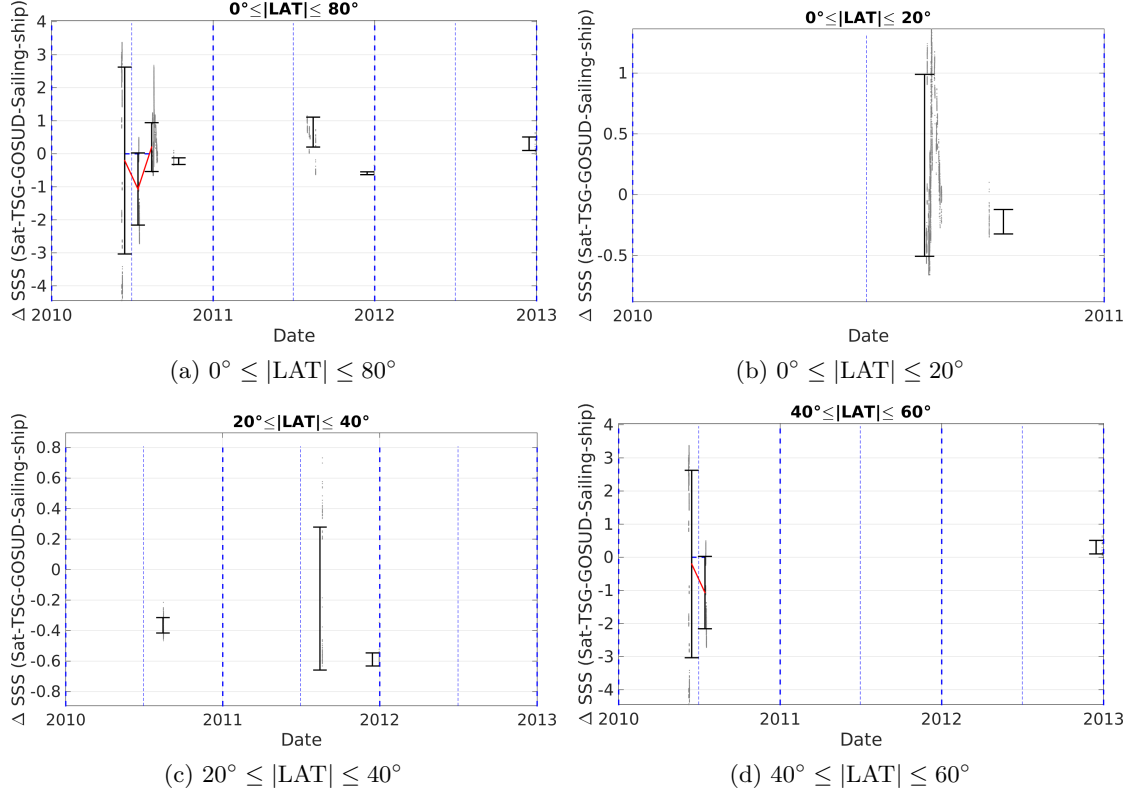 0°≤|LAT|≤ 80°
Δ SSS (Sat-TSG-GOSUD-Sailing-ship)
4
3
2
1
0
-1
-2
-3
-4
2010 2011 2012 2013
Date
(a) 0° ≤ |LAT| ≤ 80°
0°≤|LAT|≤ 20°
Δ SSS (Sat-TSG-GOSUD-Sailing-ship)
1
0.5
0
-0.5
2010 2011
Date
(b) 0° ≤ |LAT| ≤ 20°
20°≤|LAT|≤ 40°
Δ SSS (Sat-TSG-GOSUD-Sailing-ship)
0.8
0.6
0.4
0.2
0
-0.2
-0.4
-0.6
-0.8
2010 2011 2012 2013
Date
(c) 20° ≤ |LAT| ≤ 40°
40°≤|LAT|≤ 60°
Δ SSS (Sat-TSG-GOSUD-Sailing-ship)
4
3
2
1
0
-1
-2
-3
-4
2010 2011 2012 2013
Date
(d) 40° ≤ |LAT| ≤ 60°